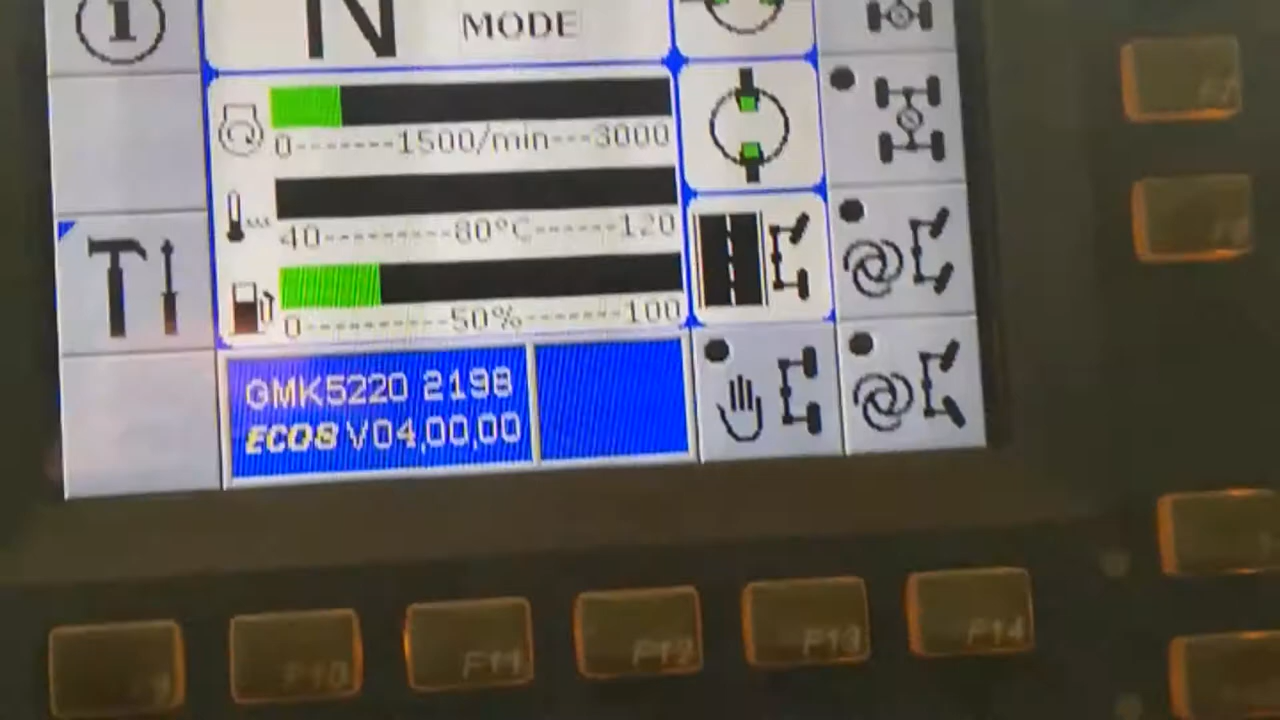 N
MODE
0-------1500/min---3000
40---------80°C------120
0----------50%-------100
GMK5220 2198
ECOS V04,00,00
F10
F11
F12
F13
F14